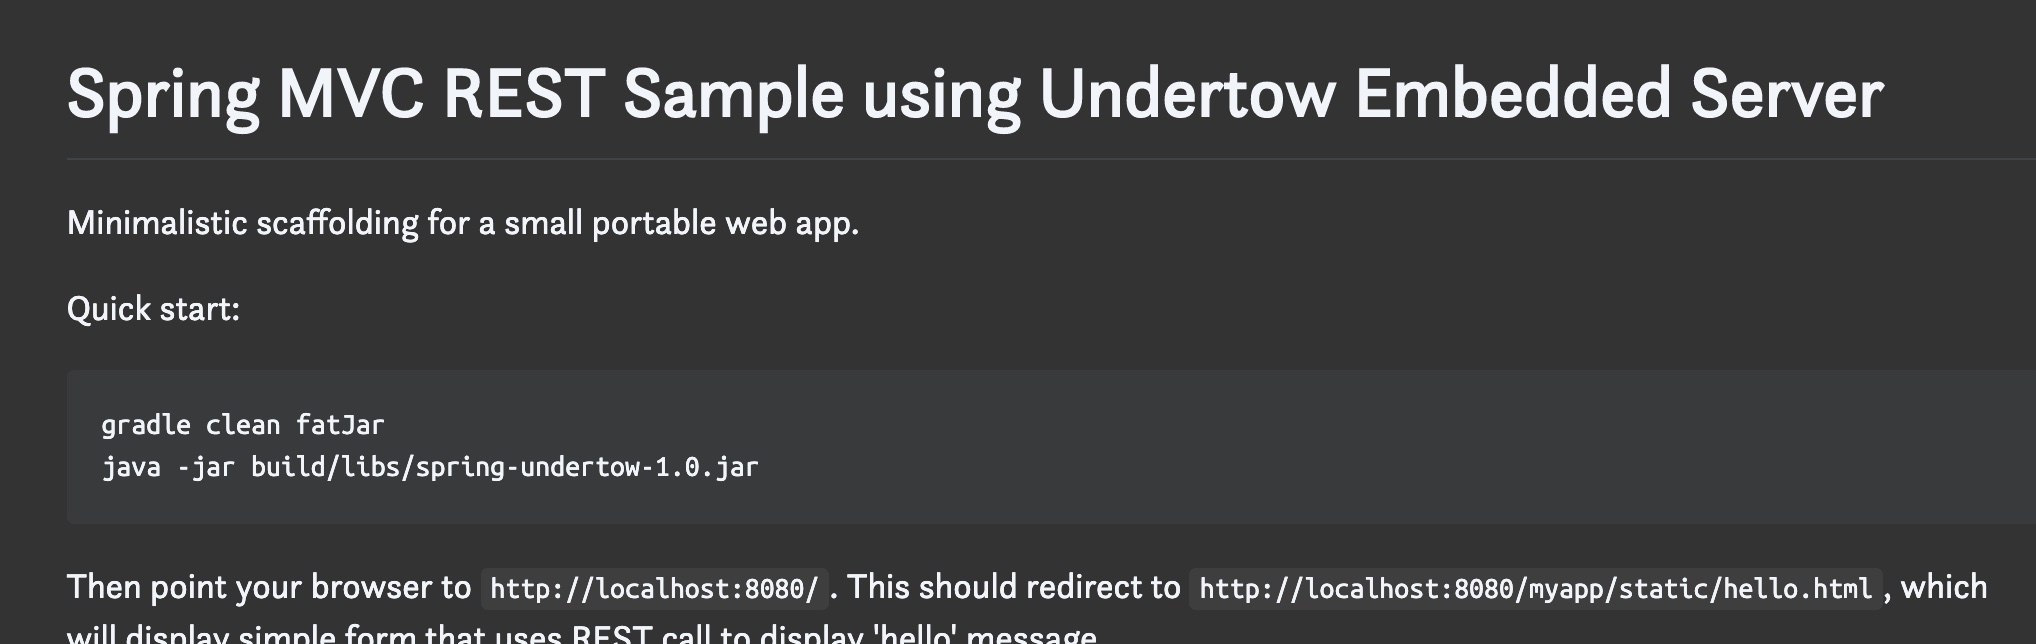 Spring MVC REST Sample using Undertow Embedded Server
Minimalistic scaffolding for a small portable web app.
Quick start:
gradle clean fatJar
java -jar build/libs/spring-undertow-1.0.jar
Then point your browser to http://localhost:8080/. This should redirect to http://localhost:8080/myapp/static/hello.html, which
will display simple form that uses REST call to display 'hello' message.